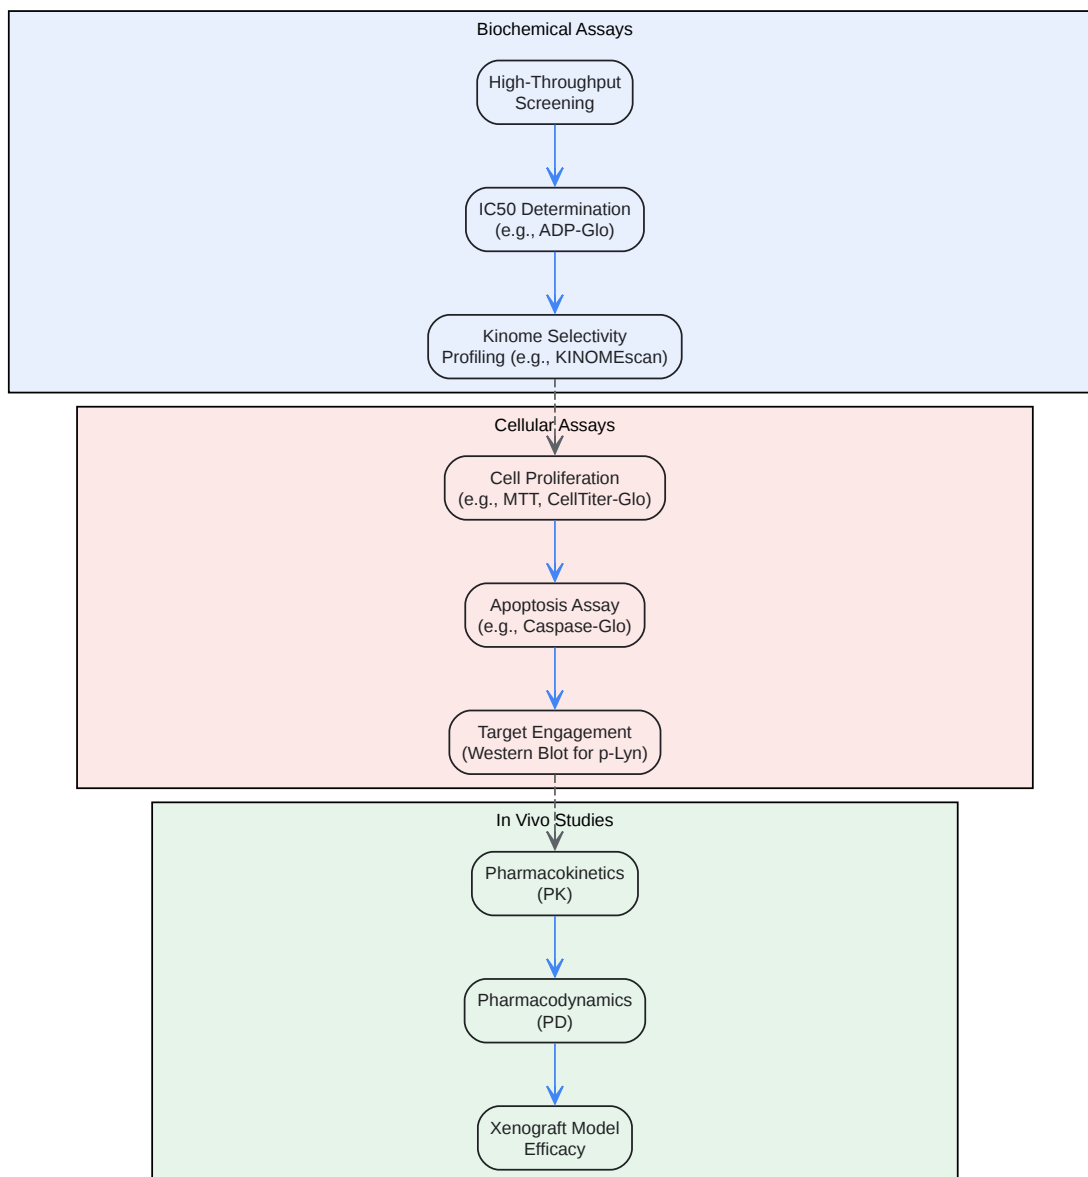 Biochemical Assays
High-Throughput
Screening
IC50 Determination
(e.g., ADP-Glo)
Kinome Selectivity
Profiling (e.g., KINOMEscan)
Cellular Assays
Cell Proliferation
(e.g., MTT, CellTiter-Glo)
Apoptosis Assay
(e.g., Caspase-Glo)
Target Engagement
(Western Blot for p-Lyn)
In Vivo Studies
Pharmacokinetics
(PK)
Pharmacodynamics
(PD)
Xenograft Model
Efficacy